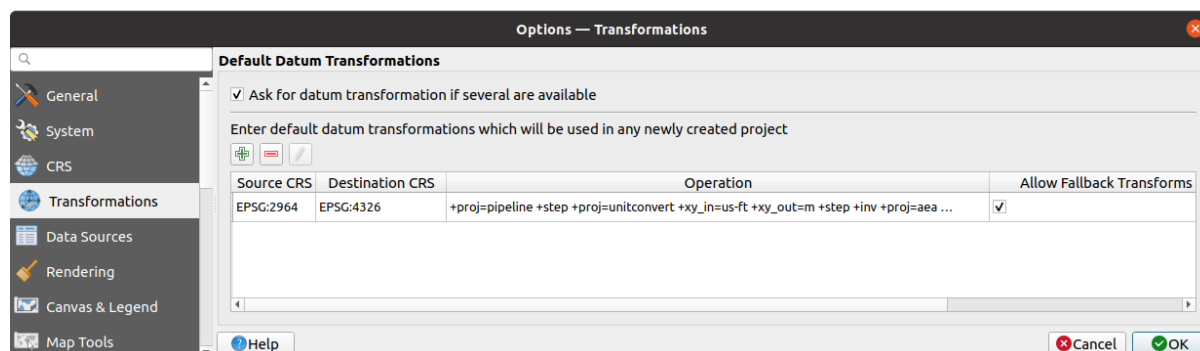 Options — Transformations
General
System
CRS
Transformations
Data Sources
Rendering
Canvas & Legend
Map Tools
Default Datum Transformations
Ask for datum transformation if several are available
Enter default datum transformations which will be used in any newly created project
Source CRS Destination CRS Operation Allow Fallback Transforms
EPSG:2964 EPSG:4326 +proj=pipeline +step +proj=unitconvert +xy_in=us-ft +xy_out=m +step +inv +proj=aea ...
Help Cancel OK